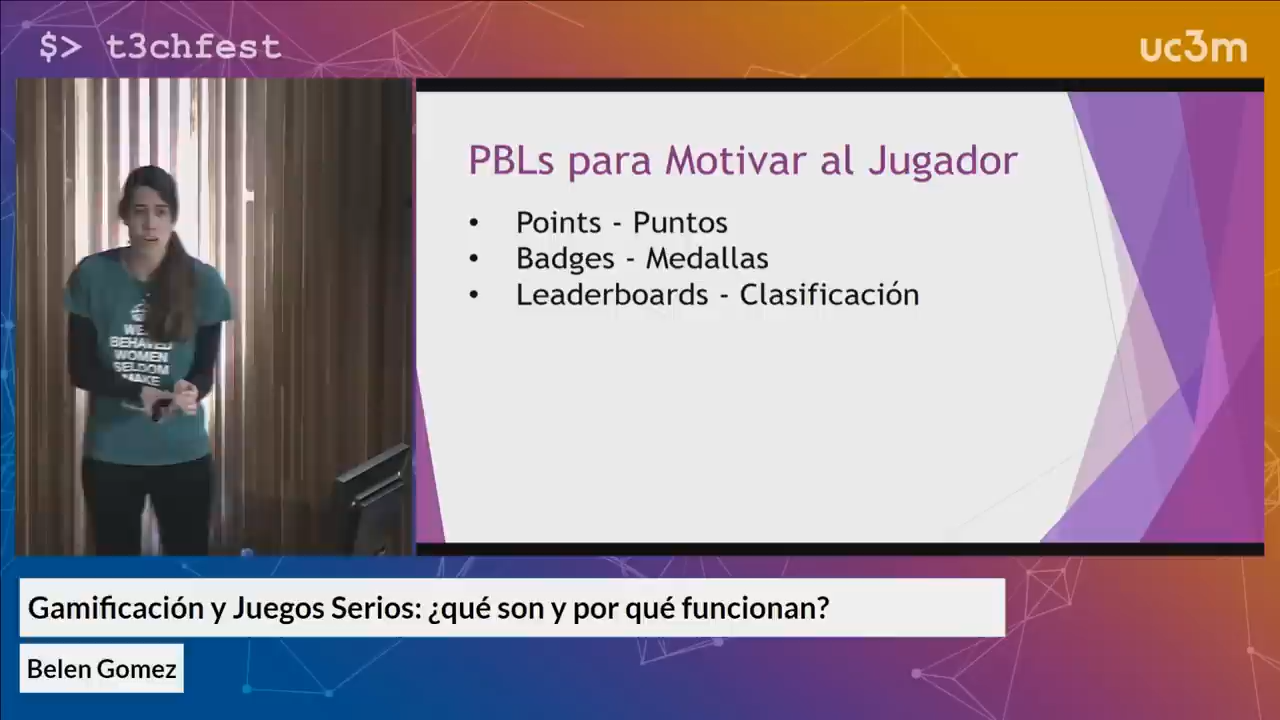 $> t3chfest
uc3m
PBLs para Motivar al Jugador
• Points - Puntos
• Badges - Medallas
• Leaderboards - Clasificación
BEHAVED
WOMEN
SELDOM
MAKE
Gamificación y Juegos Serios: ¿qué son y por qué funcionan?
Belen Gomez